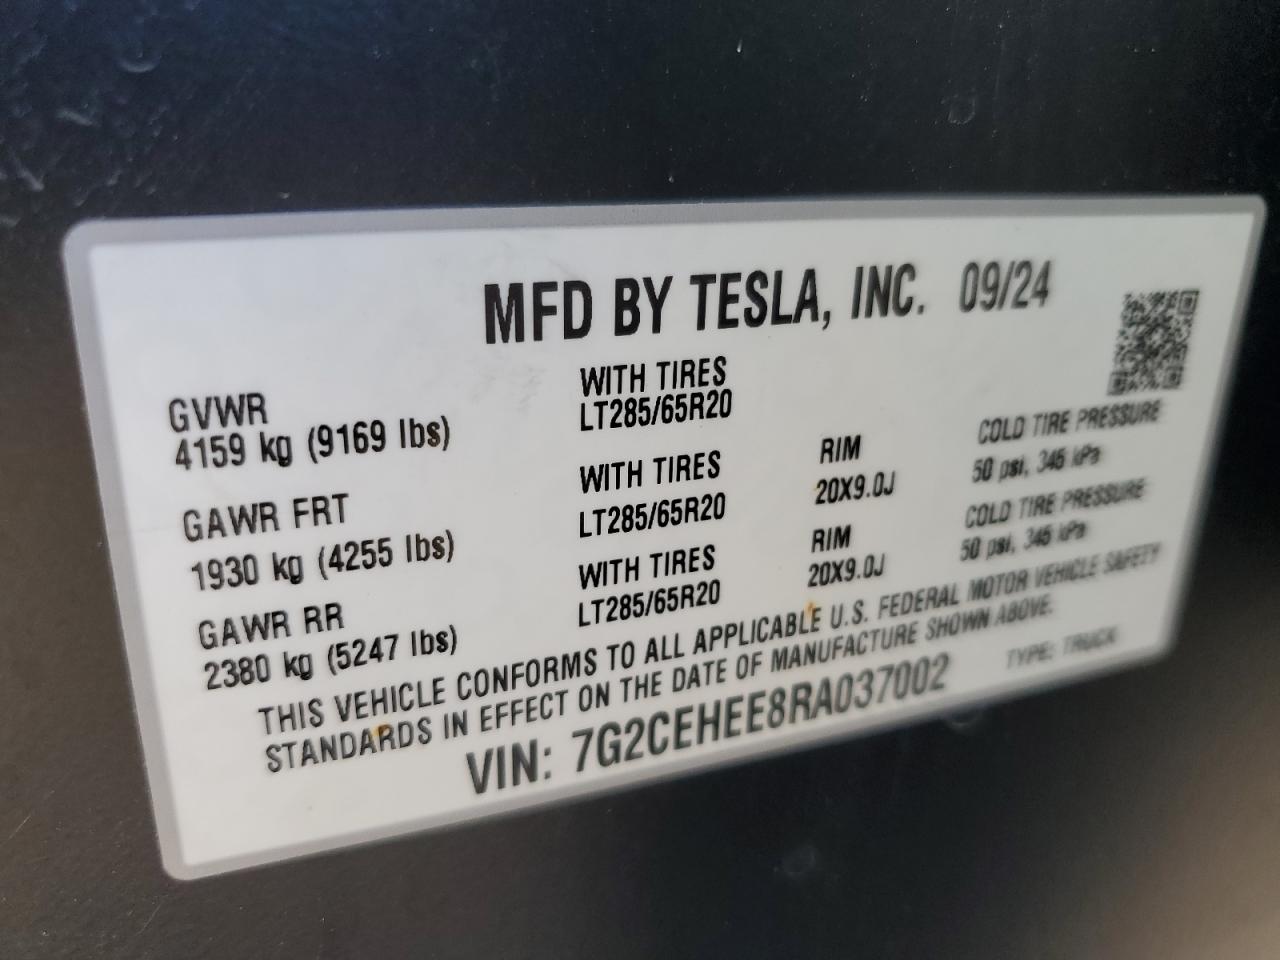 MFD BY TESLA, INC. 09/24
GVWR
4159 kg (9169 lbs)
WITH TIRES
LT285/65R20
GAWR FRT
1930 kg (4255 lbs)
WITH TIRES
LT285/65R20
RIM
20X9.0J
COLD TIRE PRESSURE
50 psi, 345 kPa
GAWR RR
2380 kg (5247 lbs)
WITH TIRES
LT285/65R20
RIM
20X9.0J
COLD TIRE PRESSURE
50 psi, 345 kPa
THIS VEHICLE CONFORMS TO ALL APPLICABLE U.S. FEDERAL MOTOR VEHICLE SAFETY
STANDARDS IN EFFECT ON THE DATE OF MANUFACTURE SHOWN ABOVE.
VIN: 7G2CEHEE8RA037002
TYPE: TRUCK